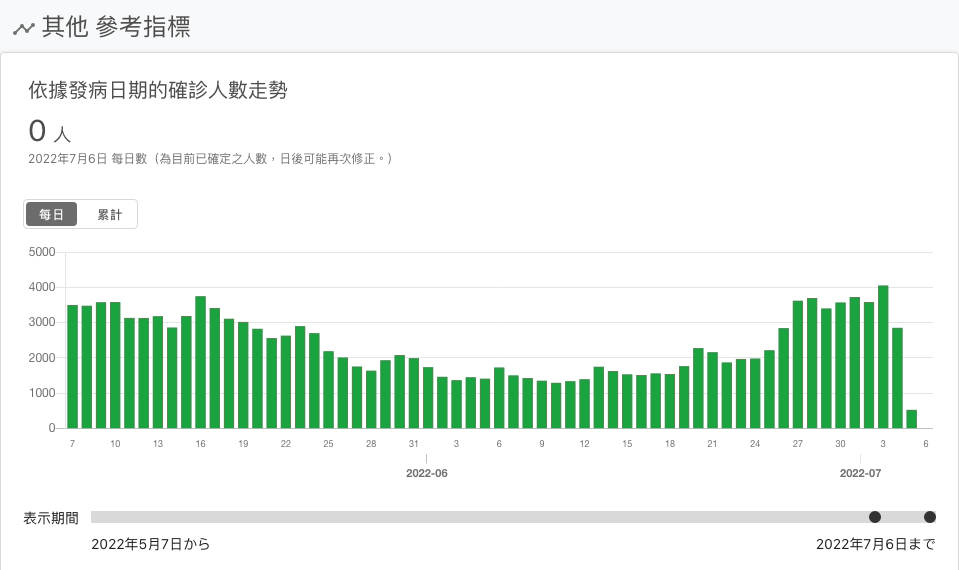 其他 參考指標
依據發病日期的確診人數走勢
0 人
2022年7月6日 每日數（為目前已確定之人數，日後可能再次修正。）
每日 累計
5000
4000
3000
2000
1000
0
7 10 13 16 19 22 25 28 31 3 6 9 12 15 18 21 24 27 30 3 6
2022-06 2022-07
表示期間
2022年5月7日から 2022年7月6日まで